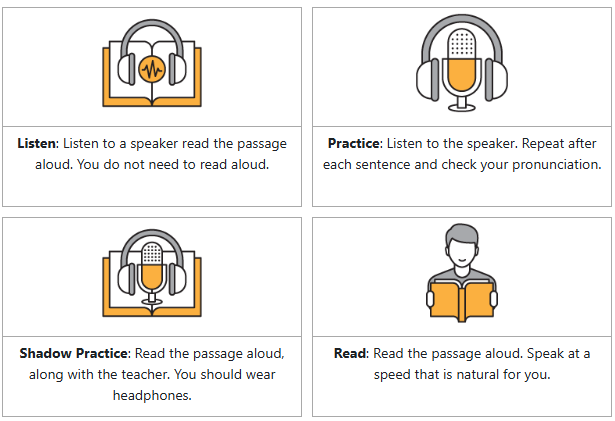 Listen: Listen to a speaker read the passage
aloud. You do not need to read aloud.
Practice: Listen to the speaker. Repeat after
each sentence and check your pronunciation.
Shadow Practice: Read the passage aloud,
along with the teacher. You should wear
headphones.
Read: Read the passage aloud. Speak at a
speed that is natural for you.